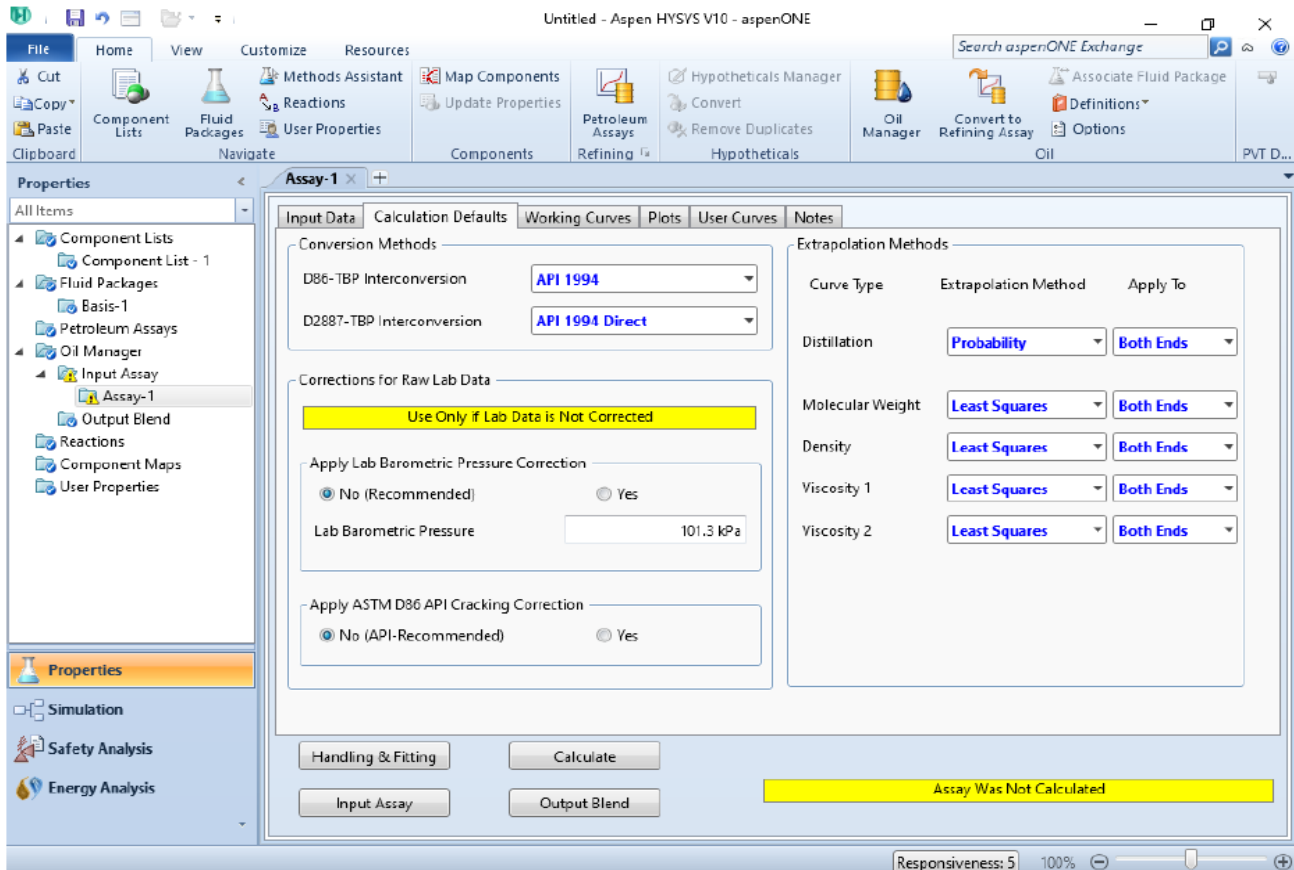 Untitled - Aspen HYSYS V10 - aspenONE
File Home View Customize Resources Search aspenONE Exchange
Cut
Copy
Paste
Clipboard
Component Lists
Fluid Packages
Methods Assistant
Reactions
User Properties
Navigate
Map Components
Update Properties
Components
Petroleum Assays
Refining
Hypotheticals Manager
Convert
Remove Duplicates
Hypotheticals
Oil Manager
Convert to Refining Assay
Associate Fluid Package
Definitions
Options
Oil
PVT D...
Properties
All Items
Component Lists
Component List - 1
Fluid Packages
Basis-1
Petroleum Assays
Oil Manager
Input Assay
Assay-1
Output Blend
Reactions
Component Maps
User Properties
Properties
Simulation
Safety Analysis
Energy Analysis
Assay-1
Input Data Calculation Defaults Working Curves Plots User Curves Notes
Conversion Methods
D86-TBP Interconversion API 1994
D2887-TBP Interconversion API 1994 Direct
Corrections for Raw Lab Data
Use Only if Lab Data is Not Corrected
Apply Lab Barometric Pressure Correction
No (Recommended) Yes
Lab Barometric Pressure 101.3 kPa
Apply ASTM D86 API Cracking Correction
No (API-Recommended) Yes
Extrapolation Methods
Curve Type Extrapolation Method Apply To
Distillation Probability Both Ends
Molecular Weight Least Squares Both Ends
Density Least Squares Both Ends
Viscosity 1 Least Squares Both Ends
Viscosity 2 Least Squares Both Ends
Handling & Fitting Calculate
Input Assay Output Blend
Assay Was Not Calculated
Responsiveness: 5 100%